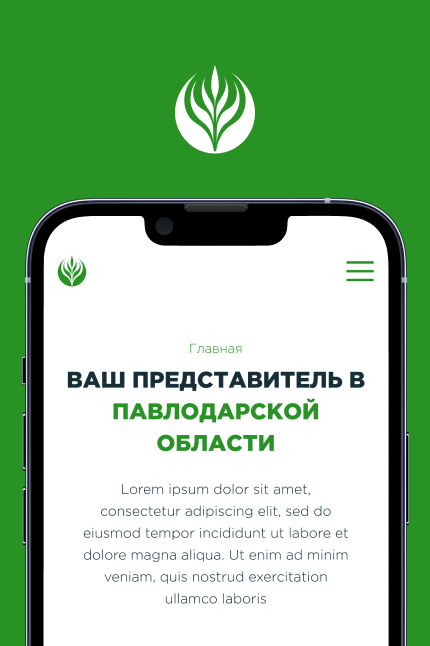 Главная
ВАШ ПРЕДСТАВИТЕЛЬ В
ПАВЛОДАРСКОЙ
ОБЛАСТИ
Lorem ipsum dolor sit amet,
consectetur adipiscing elit, sed do
eiusmod tempor incididunt ut labore et
dolore magna aliqua. Ut enim ad minim
veniam, quis nostrud exercitation
ullamco laboris